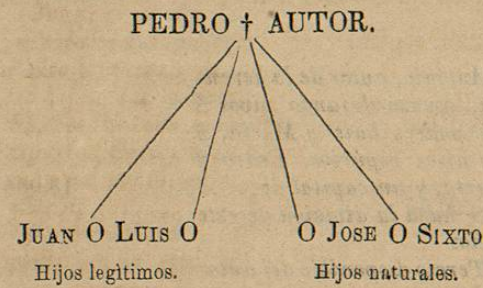 PEDRO † AUTOR.
JUAN O LUIS O O JOSE O SIXTO
Hijos legitimos. Hijos naturales.